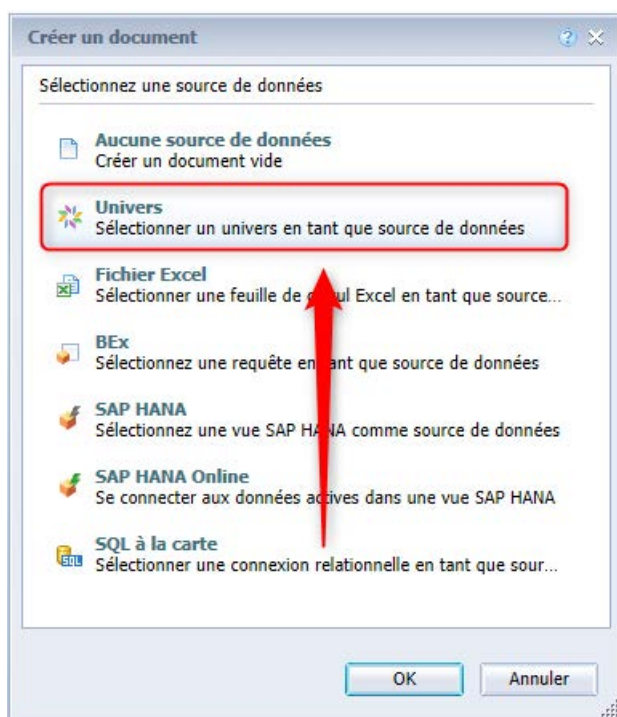 Créer un document
Sélectionnez une source de données
Aucune source de données
Créer un document vide
Univers
Sélectionner un univers en tant que source de données
Fichier Excel
Sélectionner une feuille de calcul Excel en tant que source...
BEx
Sélectionnez une requête en tant que source de données
SAP HANA
Sélectionnez une vue SAP HANA comme source de données
SAP HANA Online
Se connecter aux données actives dans une vue SAP HANA
SQL à la carte
SQL
Sélectionner une connexion relationnelle en tant que sour...
OK
Annuler